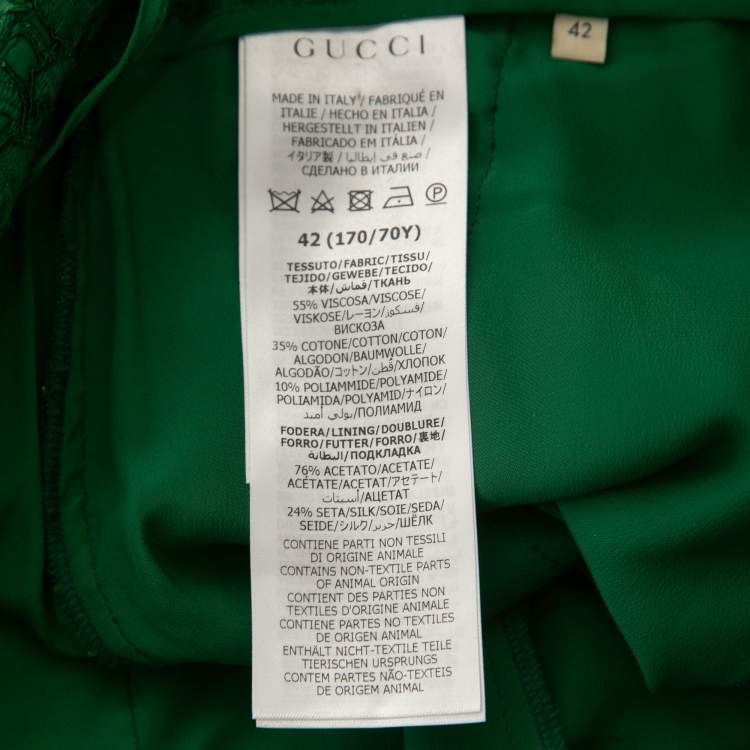 GUCCI
42
MADE IN ITALY / FABRIQUÉ EN
ITALIE / HECHO EN ITALIA /
HERGESTELLT IN ITALIEN /
FABRICADO EM ITÁLIA /
イタリア製 / صنع في إيطاليا /
СДЕЛАНО В ИТАЛИИ
P
42 (170/70Y)
TESSUTO/FABRIC/TISSU/
TEJIDO/GEWEBE/TECIDO/
本体/قماش/ТКАНЬ
55% VISCOSA/VISCOSE/
VISKOSE/レーヨン/فسكوز/
ВИСКОЗА
35% COTONE/COTTON/COTON/
ALGODON/BAUMWOLLE/
ALGODÃO/コットン/قطن/ХЛОПОК
10% POLIAMMIDE/POLYAMIDE/
POLIAMIDA/POLYAMID/ナイロン/
بولي أميد/ПОЛИАМИД
FODERA/LINING/DOUBLURE/
FORRO/FUTTER/FORRO/裏地/
البطانة/ПОДКЛАДКА
76% ACETATO/ACETATE/
ACÉTATE/ACETAT/アセテート/
أسيتات/АЦЕТАТ
24% SETA/SILK/SOIE/SEDA/
SEIDE/シルク/حرير/ШЁЛК
CONTIENE PARTI NON TESSILI
DI ORIGINE ANIMALE
CONTAINS NON-TEXTILE PARTS
OF ANIMAL ORIGIN
CONTIENT DES PARTIES NON
TEXTILES D'ORIGINE ANIMALE
CONTIENE PARTES NO TEXTILES
DE ORIGEN ANIMAL
ENTHÄLT NICHT-TEXTILE TEILE
TIERISCHEN URSPRUNGS
CONTEM PARTES NÃO-TEXTEIS
DE ORIGEM ANIMAL